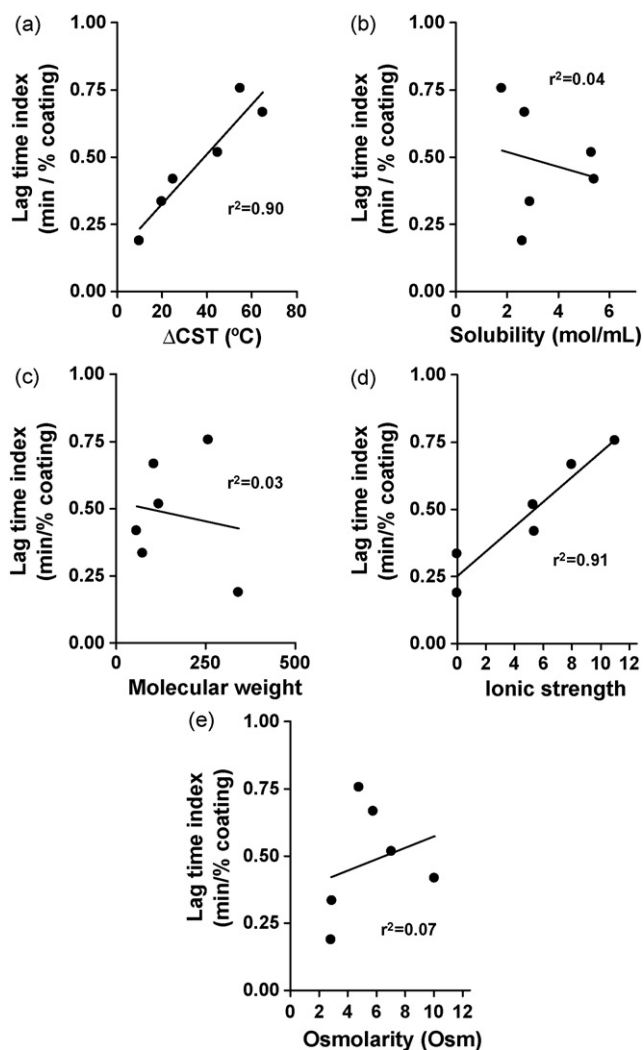 (a)
1.00
0.75
0.50
0.25
0.00
Lag time index
(min / % coating)
r²=0.90
0 20 40 60 80
ΔCST (ºC)
(b)
1.00
0.75
0.50
0.25
0.00
Lag time index
(min / % coating)
r²=0.04
0 2 4 6
Solubility (mol/mL)
(c)
1.00
0.75
0.50
0.25
0.00
Lag time index
(min/% coating)
r²=0.03
0 250 500
Molecular weight
(d)
1.00
0.75
0.50
0.25
0.00
Lag time index
(min/% coating)
r²=0.91
0 2 4 6 8 10 12
Ionic strength
(e)
1.00
0.75
0.50
0.25
0.00
Lag time index
(min/% coating)
r²=0.07
0 2 4 6 8 10 12
Osmolarity (Osm)